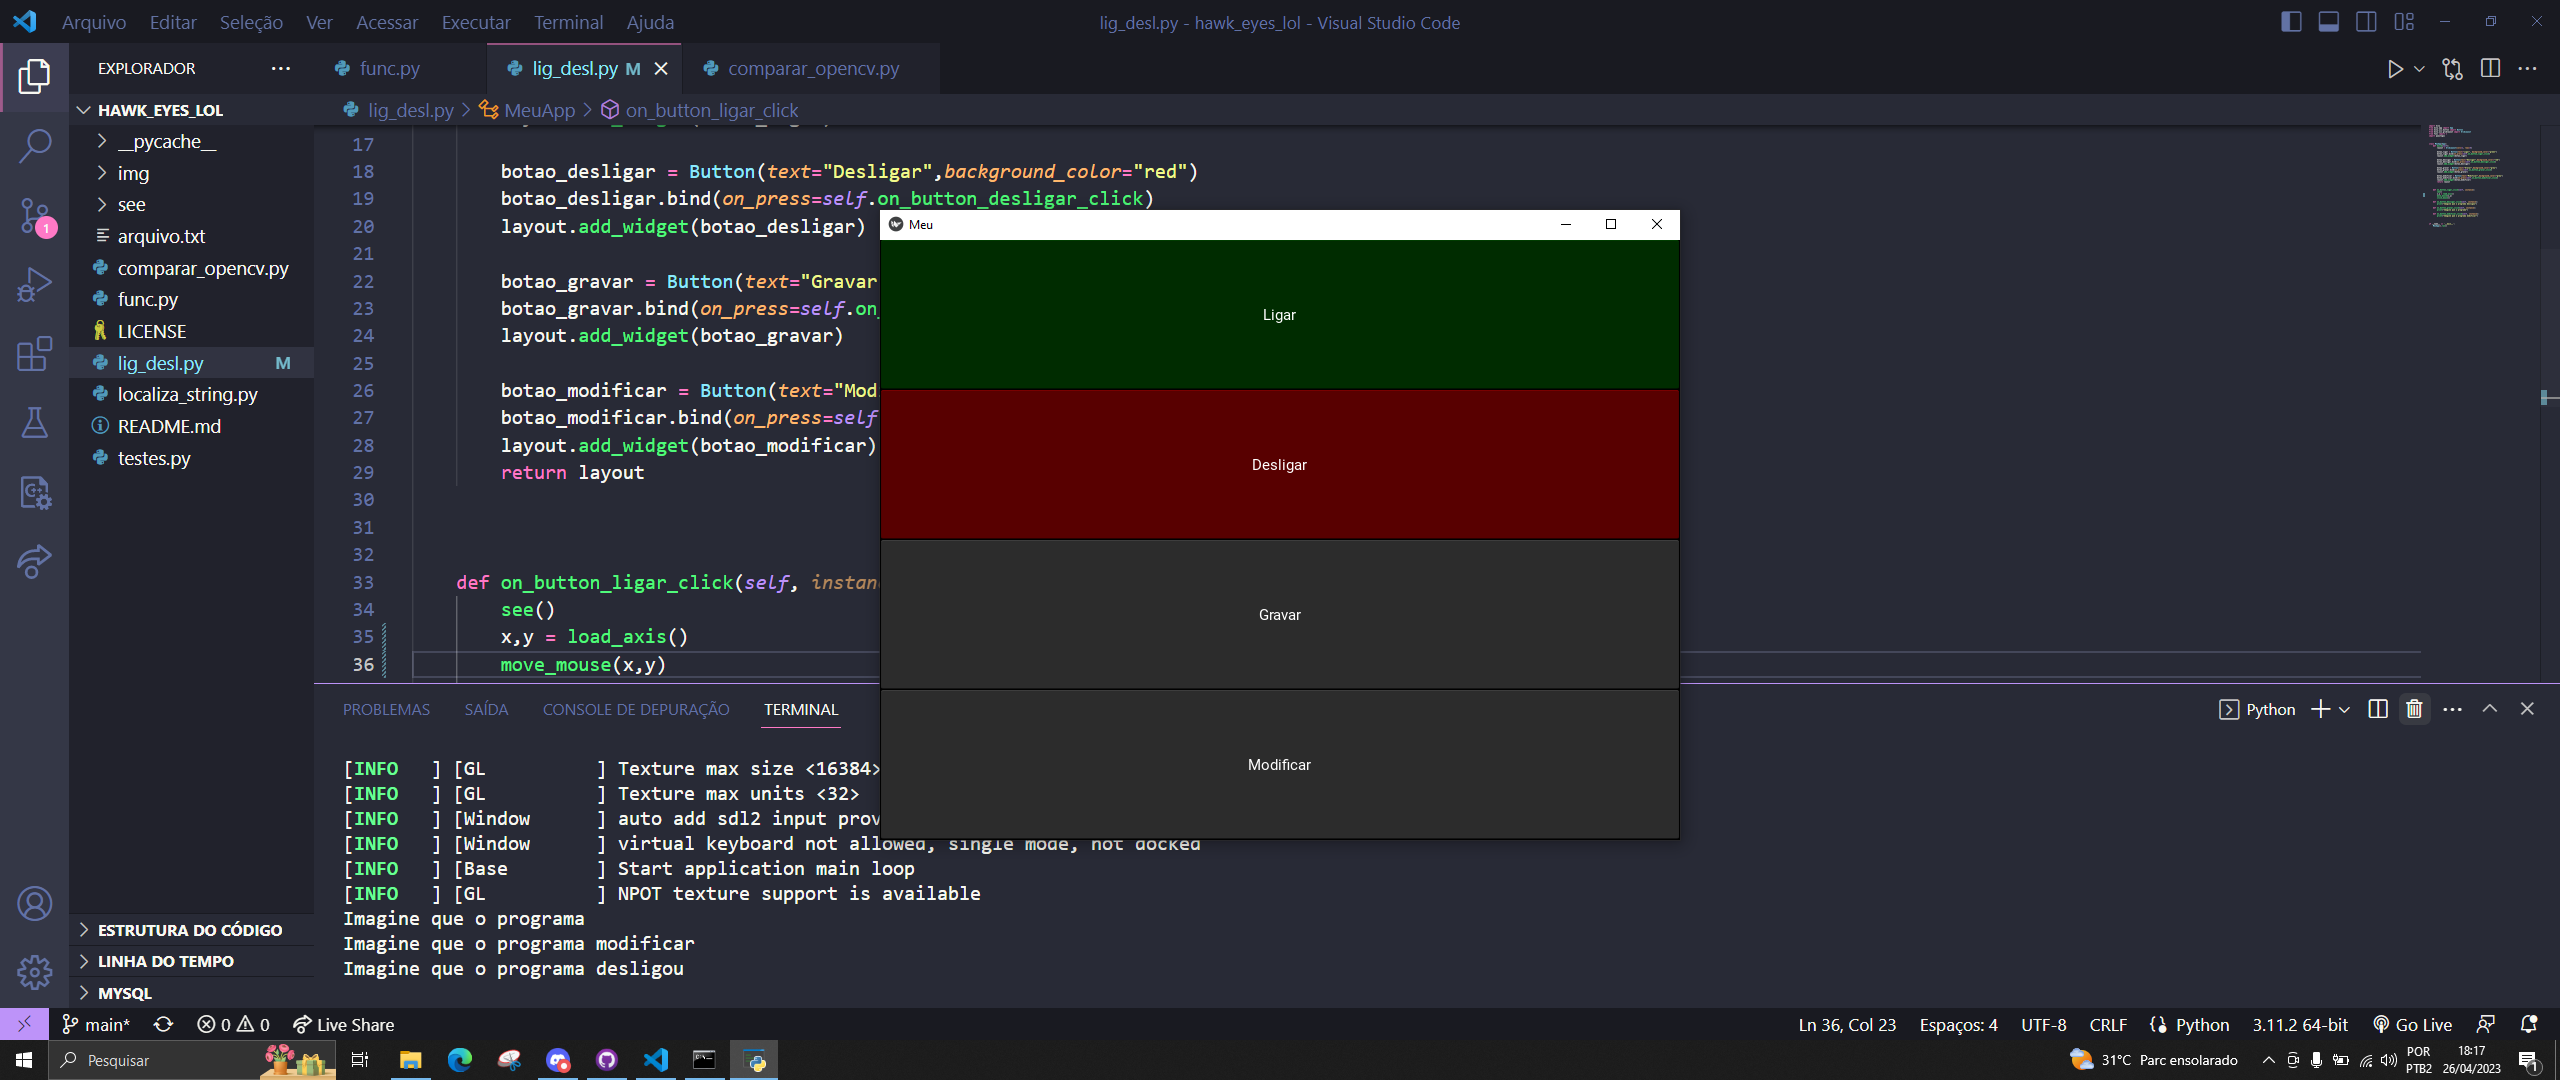 Arquivo Editar Seleção Ver Acessar Executar Terminal Ajuda
lig_desl.py - hawk_eyes_lol - Visual Studio Code
EXPLORADOR
func.py
lig_desl.py M
comparar_opencv.py
HAWK_EYES_LOL
lig_desl.py > MeuApp > on_button_ligar_click
__pycache__
img
see
arquivo.txt
comparar_opencv.py
func.py
LICENSE
lig_desl.py M
localiza_string.py
README.md
testes.py
17
18 botao_desligar = Button(text="Desligar",background_color="red")
19 botao_desligar.bind(on_press=self.on_button_desligar_click)
20 layout.add_widget(botao_desligar)
21
22 botao_gravar = Button(text="Gravar
23 botao_gravar.bind(on_press=self.on_
24 layout.add_widget(botao_gravar)
25
26 botao_modificar = Button(text="Mod
27 botao_modificar.bind(on_press=self
28 layout.add_widget(botao_modificar)
29 return layout
30
31
32
33 def on_button_ligar_click(self, instan
34 see()
35 x,y = load_axis()
36 move_mouse(x,y)
Meu
Ligar
Desligar
Gravar
Modificar
PROBLEMAS SAÍDA CONSOLE DE DEPURAÇÃO TERMINAL
Python
[INFO ] [GL ] Texture max size <16384>
[INFO ] [GL ] Texture max units <32>
[INFO ] [Window ] auto add sdl2 input prov
[INFO ] [Window ] virtual keyboard not allowed, single mode, not docked
[INFO ] [Base ] Start application main loop
[INFO ] [GL ] NPOT texture support is available
Imagine que o programa
Imagine que o programa modificar
Imagine que o programa desligou
ESTRUTURA DO CÓDIGO
LINHA DO TEMPO
MYSQL
1
main* 0 0 Live Share
Ln 36, Col 23 Espaços: 4 UTF-8 CRLF Python 3.11.2 64-bit Go Live
Pesquisar
31°C Parc ensolarado
POR
PTB2
18:17
26/04/2023
1